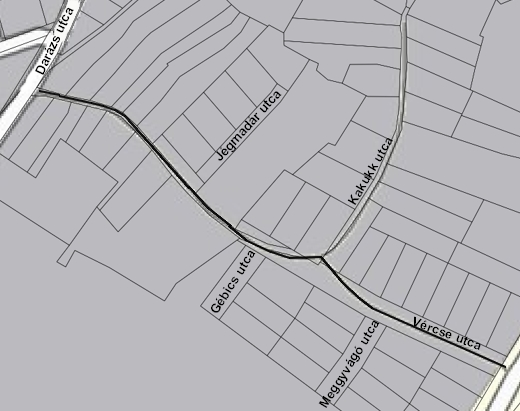 Darázs utca
Jégmadár utca
Kakukk utca
Gébics utca
Vércse utca
Meggyvágó utca